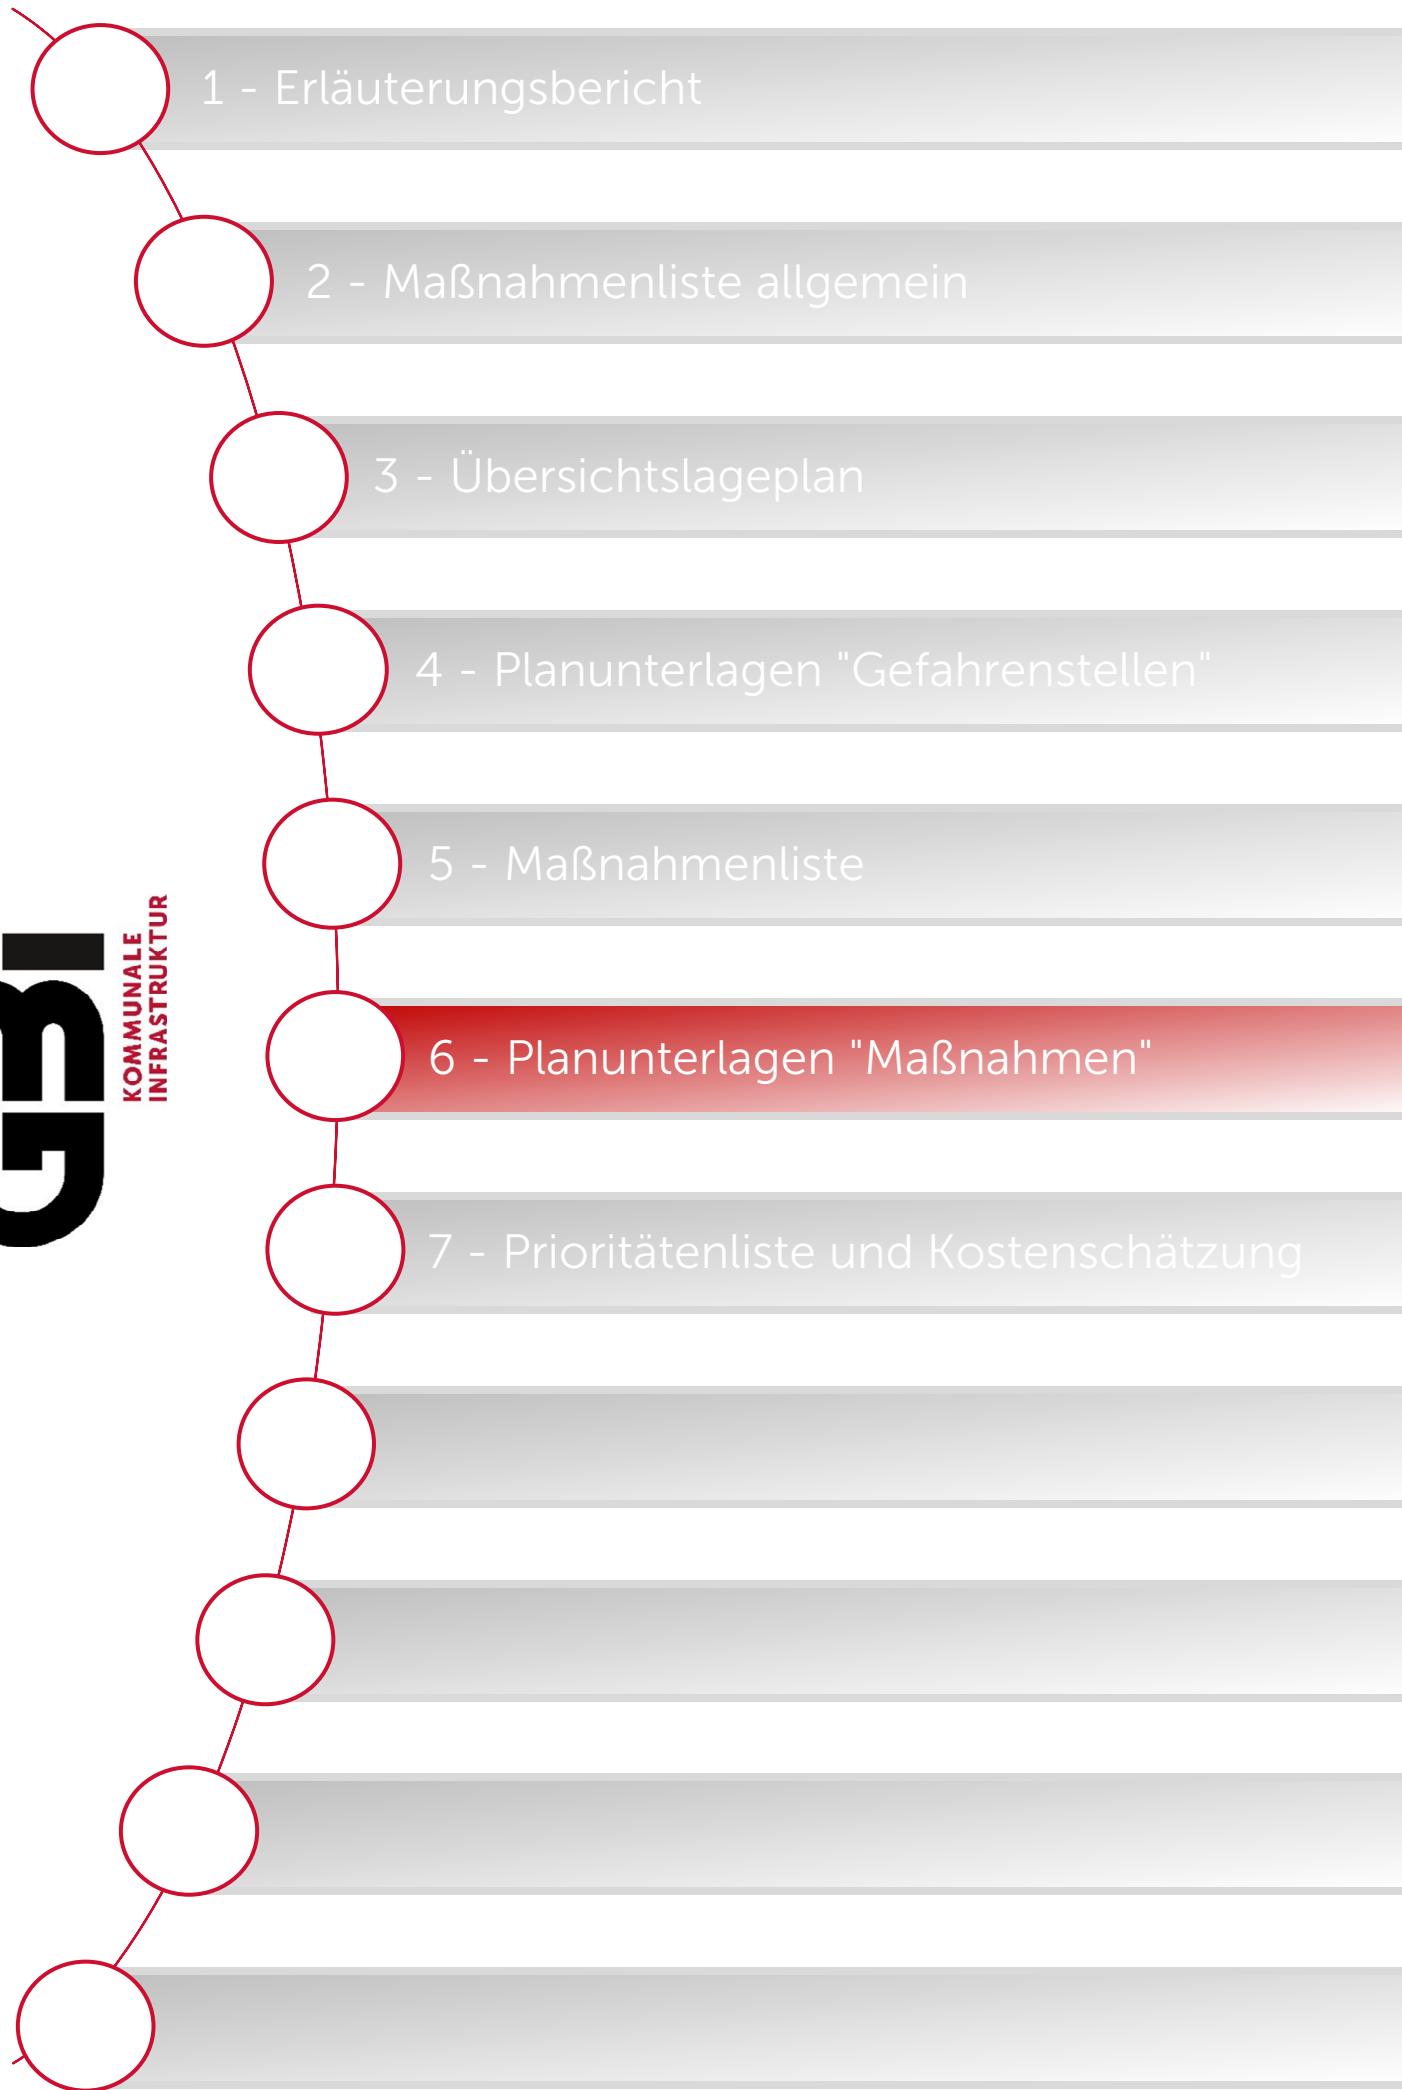 1 - Erläuterungsbericht
2 - Maßnahmenliste allgemein
3 - Übersichtslageplan
4 - Planunterlagen "Gefahrenstellen"
5 - Maßnahmenliste
KOMMUNALE
INFRASTRUKTUR
6 - Planunterlagen "Maßnahmen"
7 - Prioritätenliste und Kostenschätzung